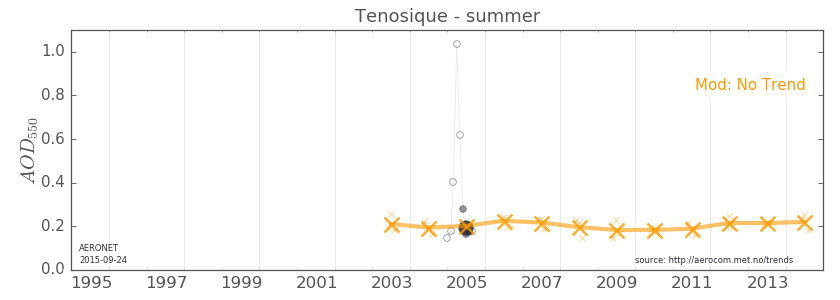 Tenosique - summer
1.0
0.8
0.6
0.4
0.2
0.0
AOD550
Mod: No Trend
AERONET
2015-09-24
source: http://aerocom.met.no/trends
1995 1997 1999 2001 2003 2005 2007 2009 2011 2013